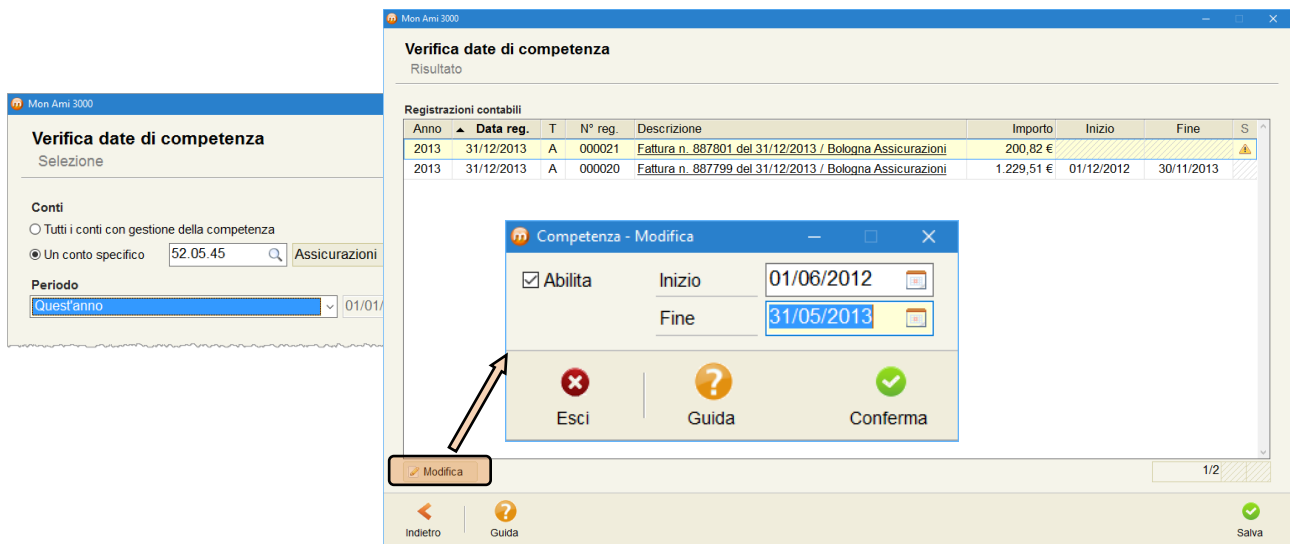 Mon Ami 3000
Verifica date di competenza
Selezione
Conti
Tutti i conti con gestione della competenza
Un conto specifico 52.05.45 Assicurazioni
Periodo
Quest'anno 01/01/
Mon Ami 3000
Verifica date di competenza
Risultato
Registrazioni contabili
Anno Data reg. T N° reg. Descrizione Importo Inizio Fine S
2013 31/12/2013 A 000021 Fattura n. 887801 del 31/12/2013 / Bologna Assicurazioni 200,82 €
2013 31/12/2013 A 000020 Fattura n. 887799 del 31/12/2013 / Bologna Assicurazioni 1.229,51 € 01/12/2012 30/11/2013
Competenza - Modifica
Abilita Inizio 01/06/2012
Fine 31/05/2013
Esci Guida Conferma
Modifica 1/2
Indietro Guida Salva